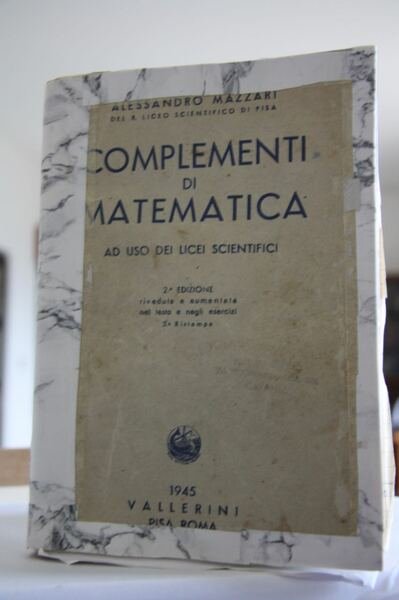 ALESSANDRO MAZZARI
DEL R. LICEO SCIENTIFICO DI PISA
COMPLEMENTI
DI
MATEMATICA
AD USO DEI LICEI SCIENTIFICI
2ª EDIZIONE
riveduta e aumentata
nel testo e negli esercizi
5ª Ristampa
1945
VALLERINI
PISA ROMA